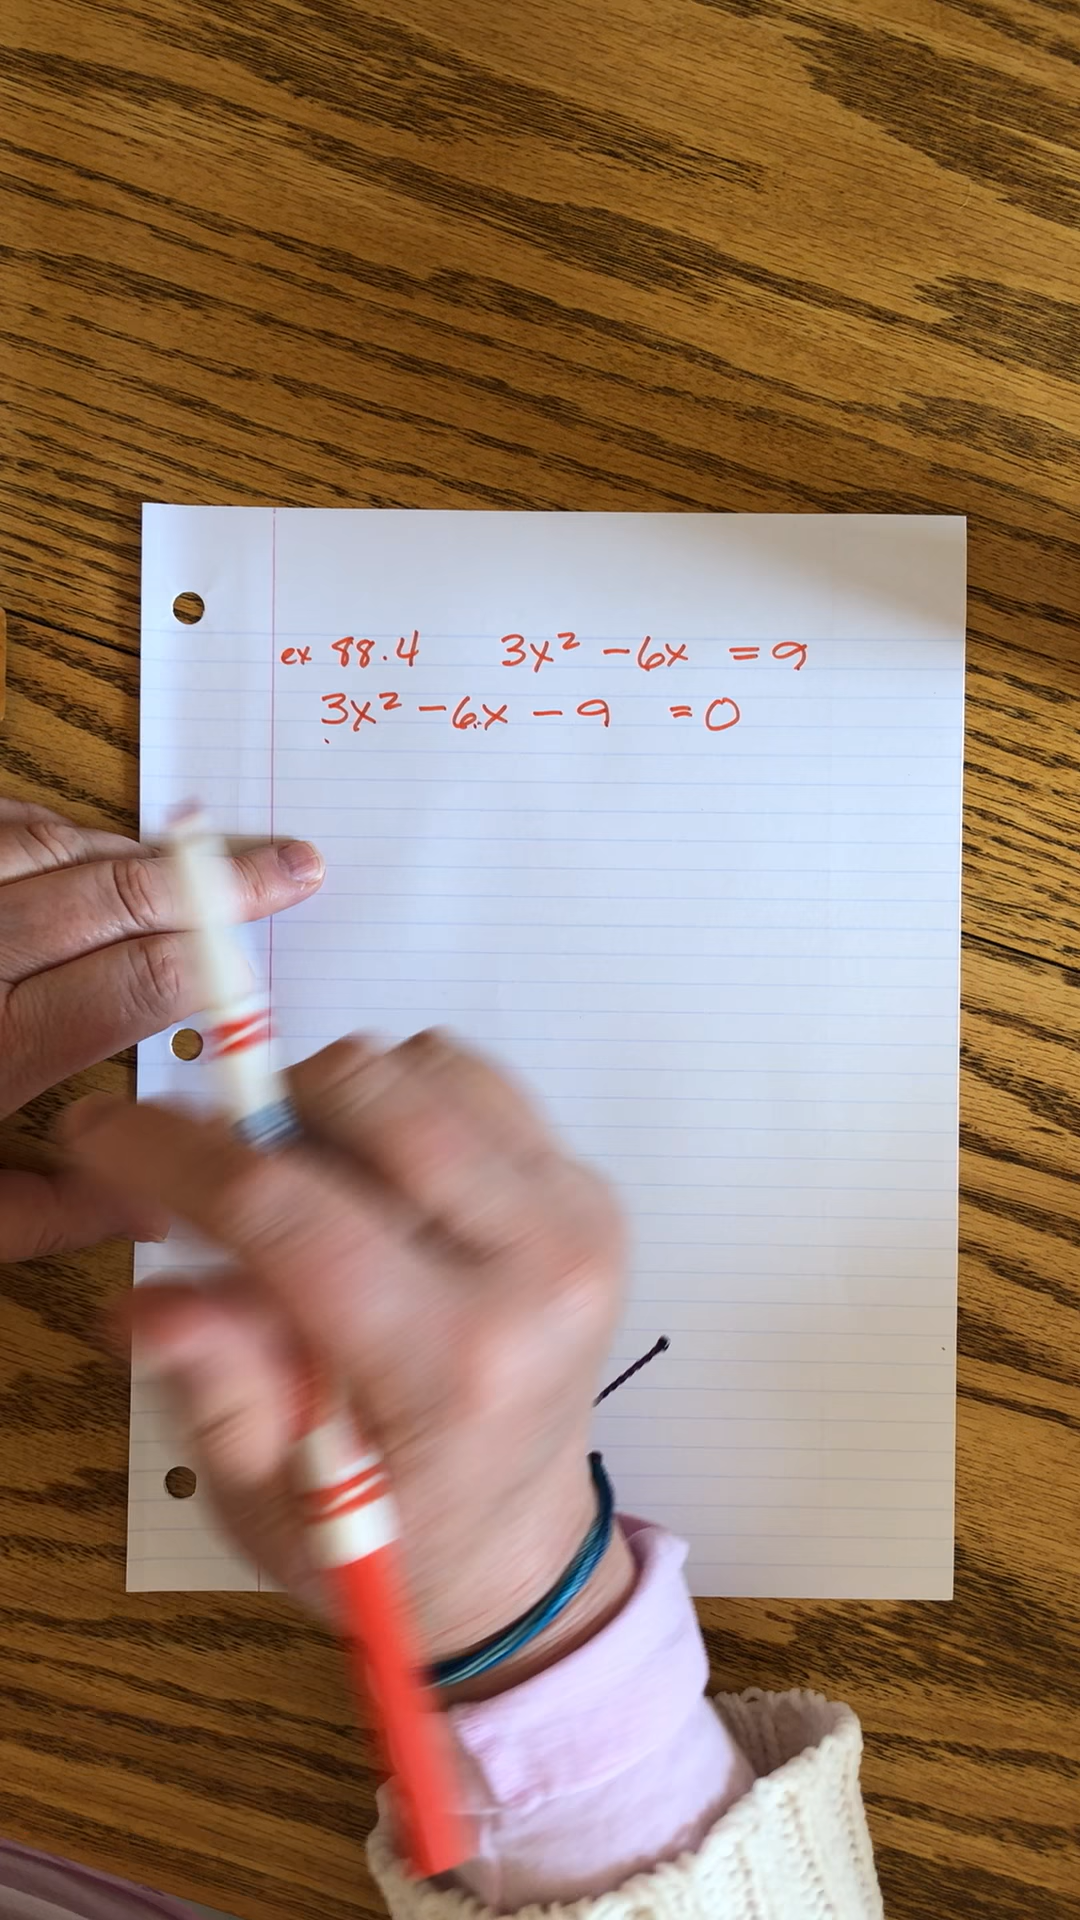 ex 88.4 3x² - 6x = 9
3x² - 6x - 9 = 0